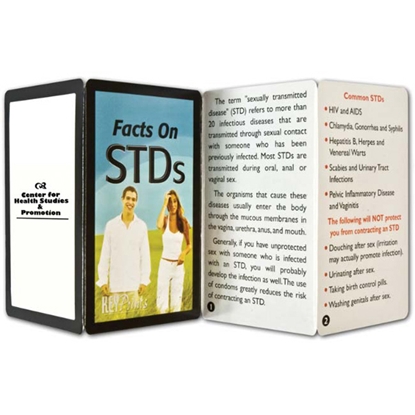 Center for
Health Studies
&
Promotion
Facts On
STDs
The term "sexually transmitted
disease" (STD) refers to more than
20 infectious diseases that are
transmitted through sexual contact
with someone who has been
previously infected. Most STDs are
transmitted during oral, anal or
vaginal sex.
The organisms that cause these
diseases usually enter the body
through the mucous membranes in
the vagina, urethra, anus, and mouth.
Generally, if you have unprotected
sex with someone who is infected
with an STD, you will probably
develop the infection as well. The use
of condoms greatly reduces the risk
of contracting an STD.
1
Common STDs
• HIV and AIDS
• Chlamydia, Gonorrhea and Syphilis
• Hepatitis B, Herpes and
Venereal Warts
• Scabies and Urinary Tract
Infections
• Pelvic Inflammatory Disease
and Vaginitis
The following will NOT protect
you from contracting an STD
• Douching after sex (irritation
may actually promote infection).
• Urinating after sex.
• Taking birth control pills.
• Washing genitals after sex.
2